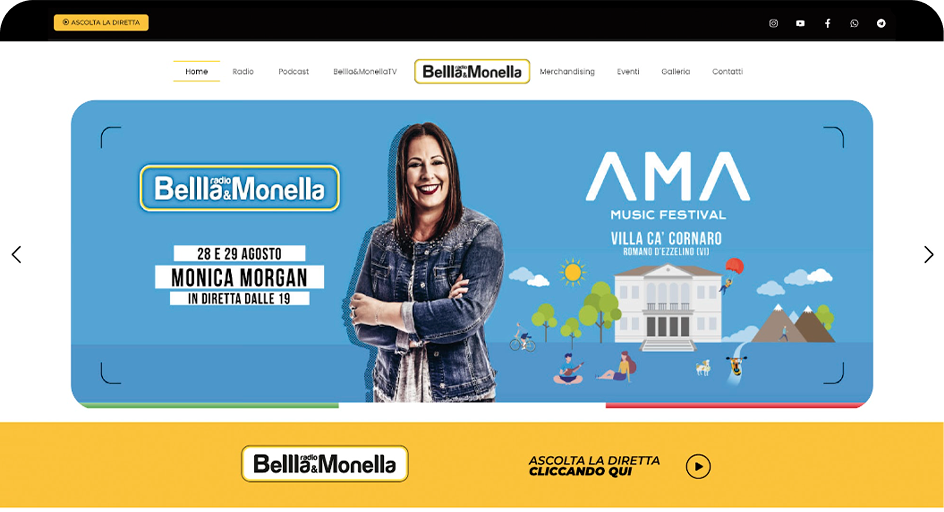 ASCOLTA LA DIRETTA
Home Radio Podcast Bellla&MonellaTV Bellla radio &Monella Merchandising Eventi Galleria Contatti
Bellla radio &Monella
28 E 29 AGOSTO
MONICA MORGAN
IN DIRETTA DALLE 19
AMA
MUSIC FESTIVAL
VILLA CA' CORNARO
ROMANO D'EZZELINO (VI)
Bellla radio &Monella
ASCOLTA LA DIRETTA
CLICCANDO QUI